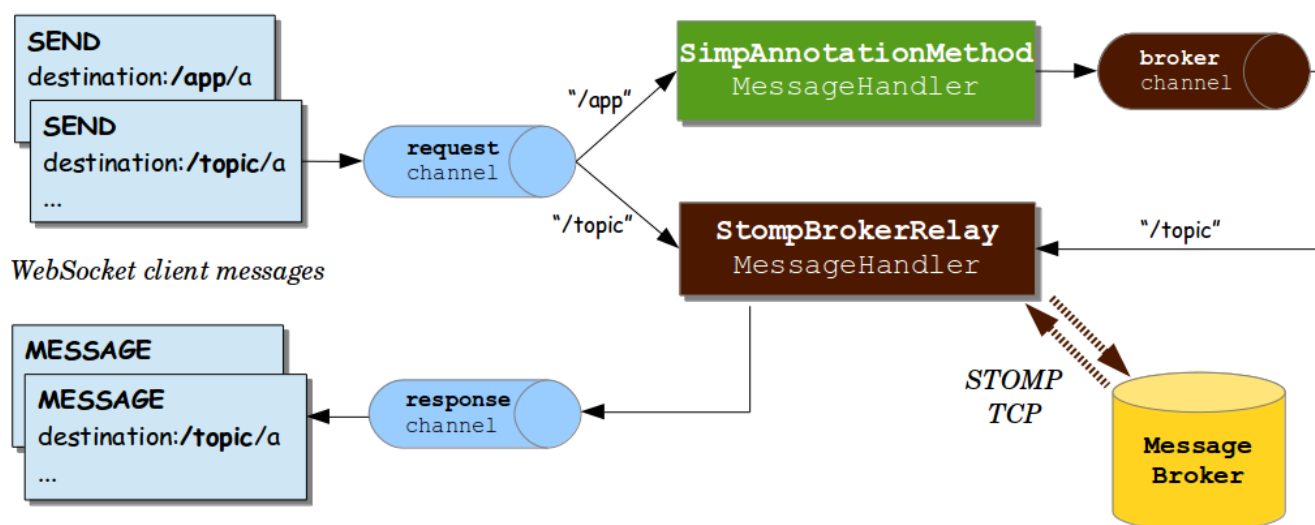 SEND
destination:/app/a
SEND
destination:/topic/a
...
WebSocket client messages
request
channel
“/app”
“/topic”
SimpAnnotationMethod
MessageHandler
broker
channel
StompBrokerRelay
MessageHandler
“/topic”
MESSAGE
MESSAGE
destination:/topic/a
...
response
channel
STOMP
TCP
Message
Broker